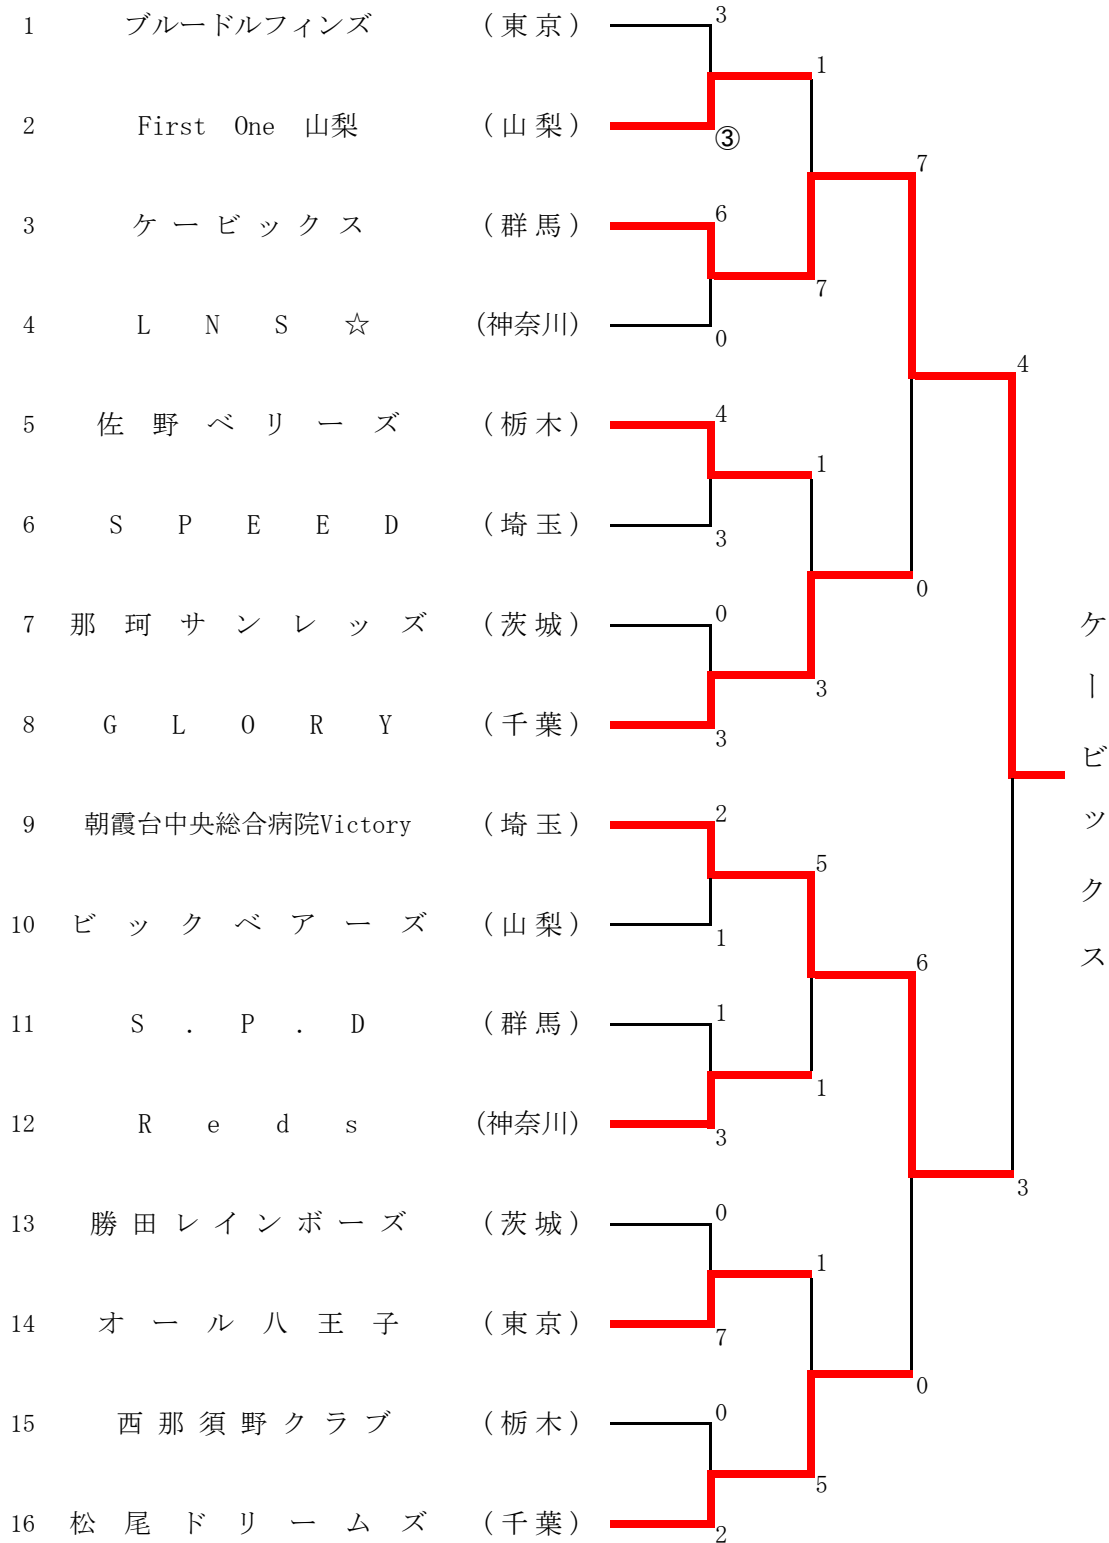 1 ブルードルフィンズ (東京) 3
1
2 First One 山梨 (山梨) ③
7
3 ケービックス (群馬) 6
7
4 LNS☆ (神奈川) 0
4
5 佐野ベリーズ (栃木) 4
1
6 SPEED (埼玉) 3
0
7 那珂サンレッズ (茨城) 0
3
8 GLORY (千葉) 3
ケービックス
9 朝霞台中央総合病院Victory (埼玉) 2
5
10 ビックベアーズ (山梨) 1
6
11 S.P.D (群馬) 1
1
12 Reds (神奈川) 3
3
13 勝田レインボーズ (茨城) 0
1
14 オール八王子 (東京) 7
0
15 西那須野クラブ (栃木) 0
5
16 松尾ドリームズ (千葉) 2